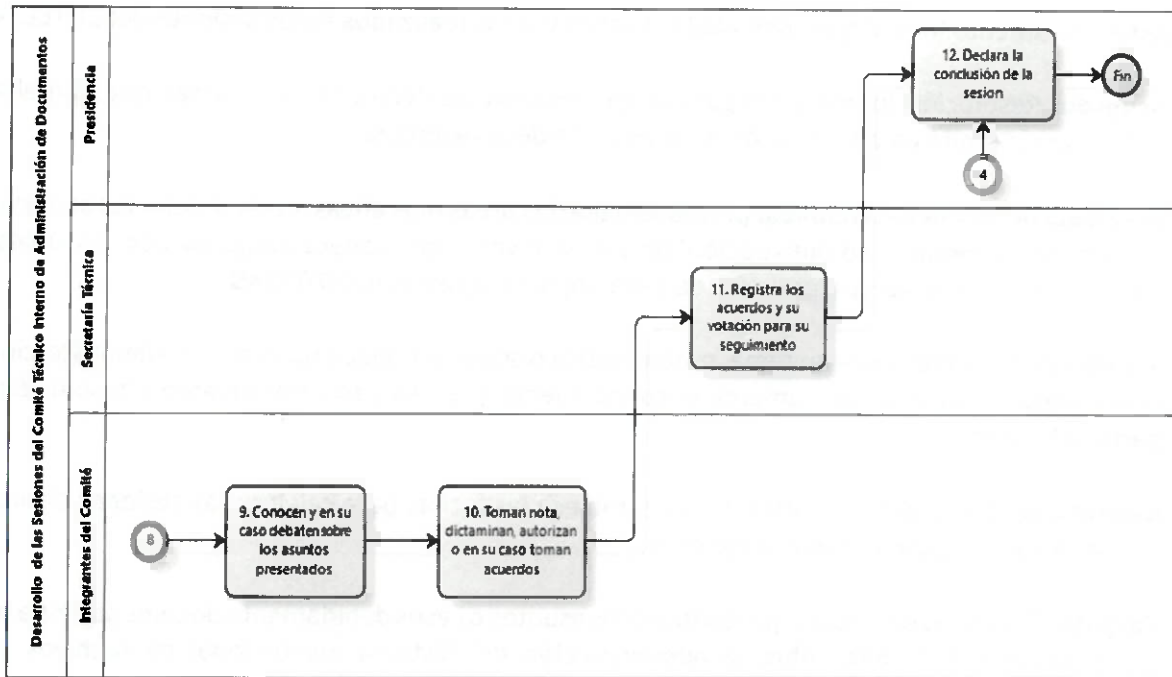 Desarrollo de las Sesiones del Comité Técnico Interno de Administración de Documentos
Presidencia
12. Declara la
conclusión de la
sesion
Fin
4
Secretaría Técnica
11. Registra los
acuerdos y su
votación para su
seguimiento
Integrantes del Comité
8
9. Conocen y en su
caso debaten sobre
los asuntos
presentados
10. Toman nota,
dictaminan, autorizan
o en su caso toman
acuerdos